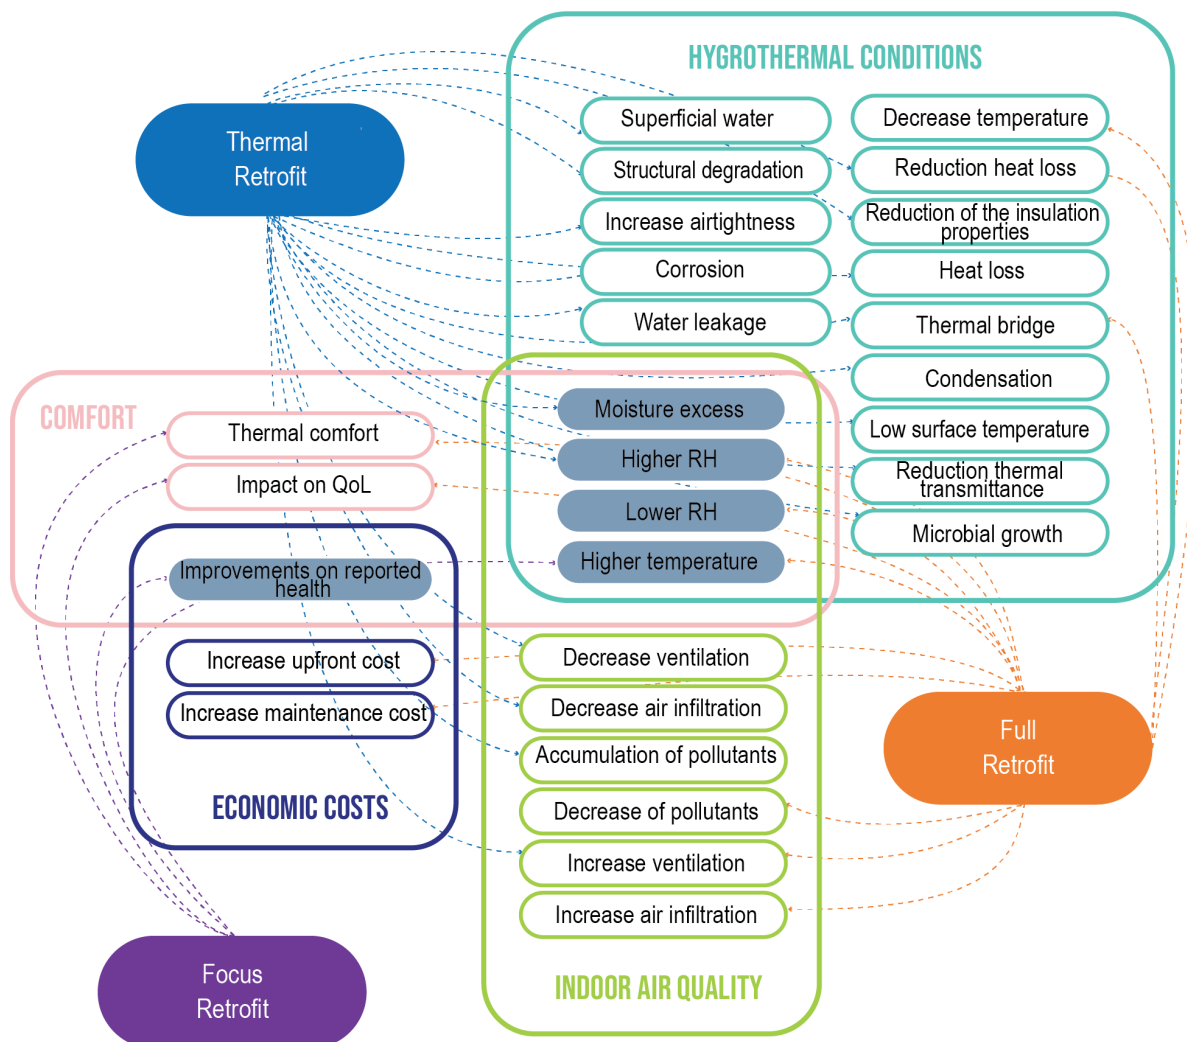 HYGROTHERMAL CONDITIONS
Thermal
Retrofit
Superficial water
Structural degradation
Increase airtightness
Corrosion
Water leakage
Decrease temperature
Reduction heat loss
Reduction of the insulation
properties
Heat loss
Thermal bridge
Condensation
Low surface temperature
Reduction thermal
transmittance
Microbial growth
COMFORT
Thermal comfort
Impact on QoL
Moisture excess
Higher RH
Lower RH
Higher temperature
Improvements on reported
health
Increase upfront cost
Increase maintenance cost
ECONOMIC COSTS
Decrease ventilation
Decrease air infiltration
Accumulation of pollutants
Decrease of pollutants
Increase ventilation
Increase air infiltration
INDOOR AIR QUALITY
Full
Retrofit
Focus
Retrofit